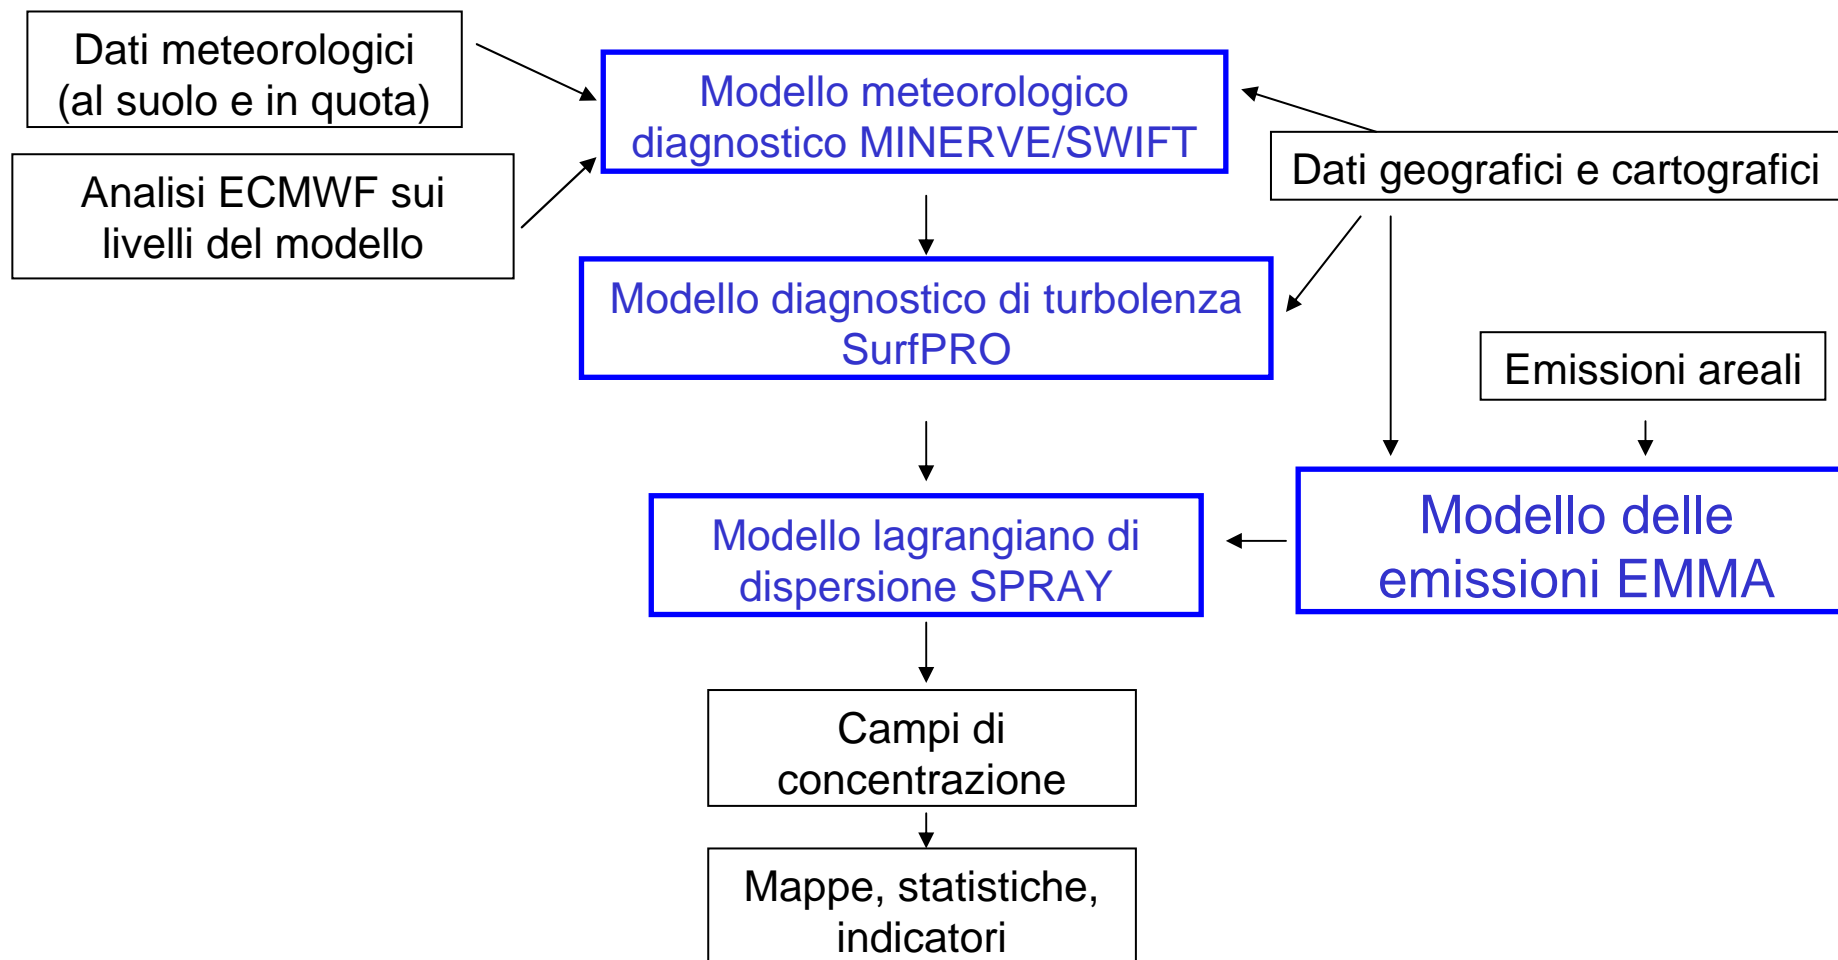 Dati meteorologici
(al suolo e in quota)
Modello meteorologico
diagnostico MINERVE/SWIFT
Dati geografici e cartografici
Analisi ECMWF sui
livelli del modello
Modello diagnostico di turbolenza
SurfPRO
Emissioni areali
Modello lagrangiano di
dispersione SPRAY
Modello delle
emissioni EMMA
Campi di
concentrazione
Mappe, statistiche,
indicatori